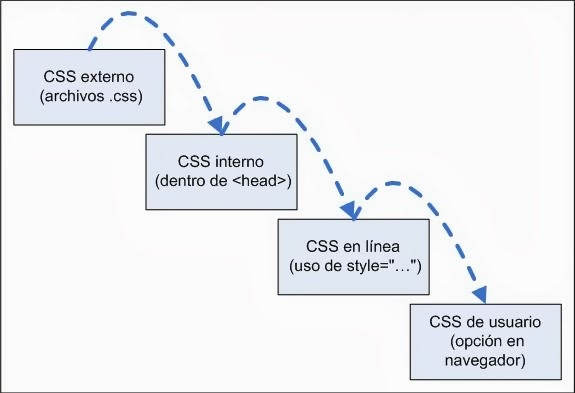 CSS externo
(archivos .css)
CSS interno
(dentro de <head>)
CSS en línea
(uso de style="…")
CSS de usuario
(opción en
navegador)